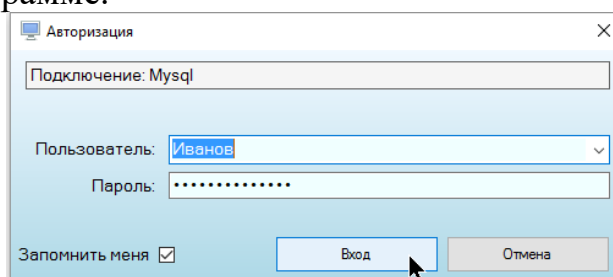 рамме.
Авторизация
Подключение: Mysql
Пользователь: Иванов
Пароль: ••••••••••••••
Запомнить меня Вход Отмена